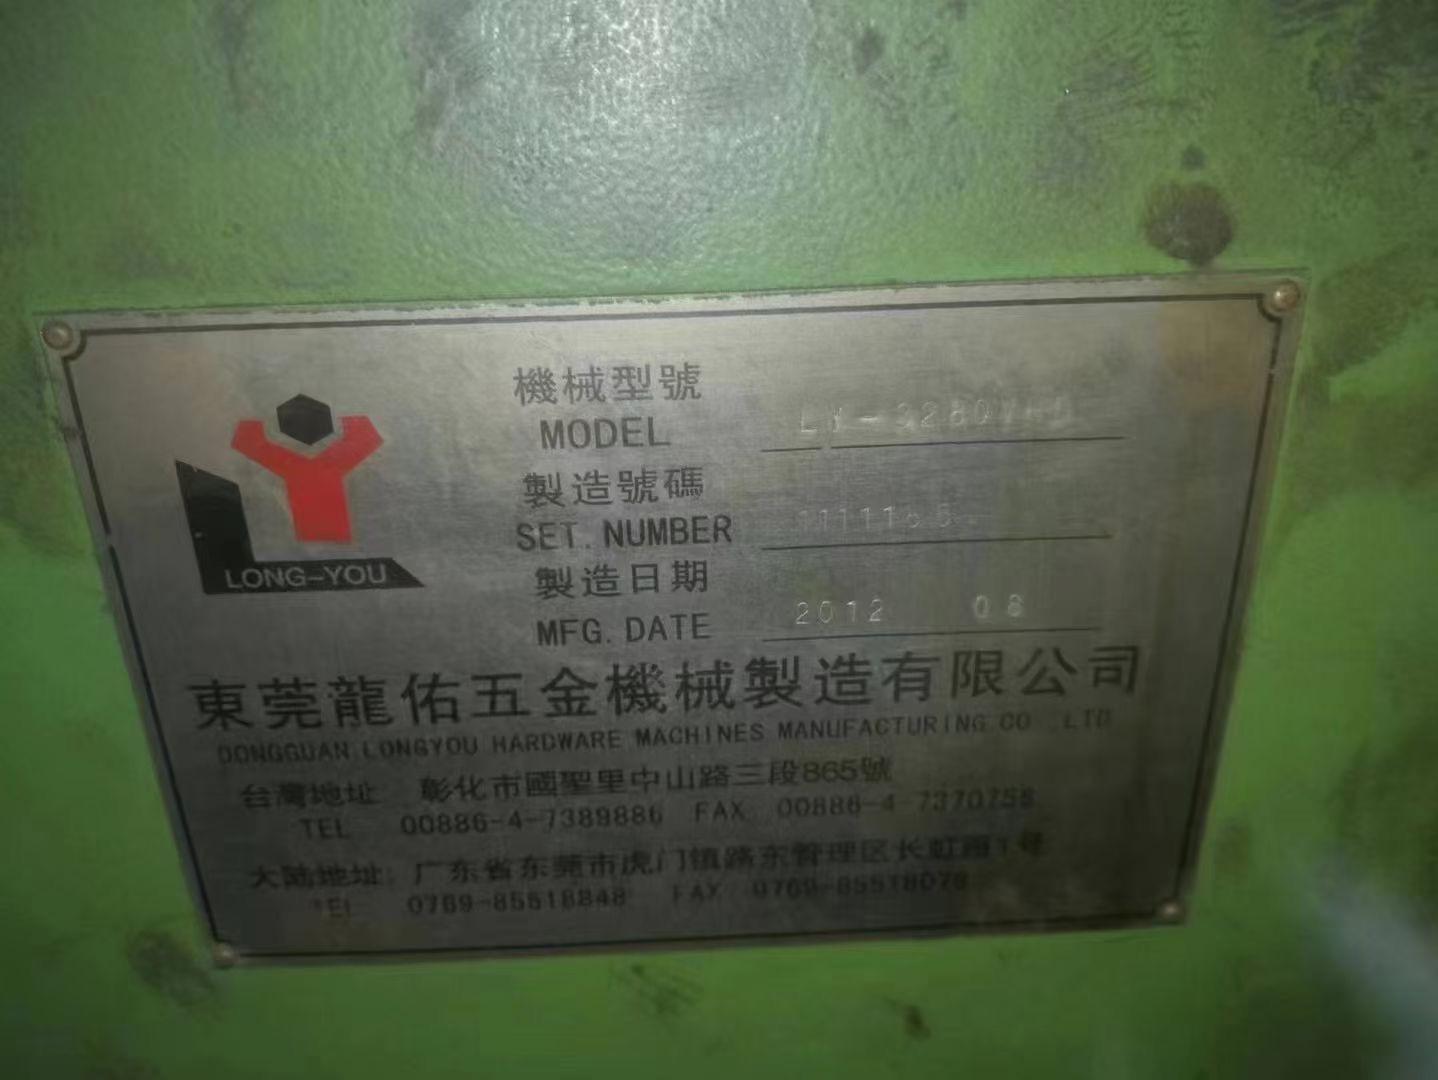 LONG-YOU
機械型號
MODEL
製造號碼
SET. NUMBER
製造日期
MFG. DATE 2012 08
東莞龍佑五金機械製造有限公司
DONGGUAN LONGYOU HARDWARE MACHINES MANUFACTURING CO .LTD
台灣地址 彰化市國聖里中山路三段865號
TEL 00886-4-7389886 FAX 00886-4-7370756
大陆地址: 广东省东莞市虎门镇路东管理区长虹路1号
TEL 0769-85518848 FAX 0769-85518078